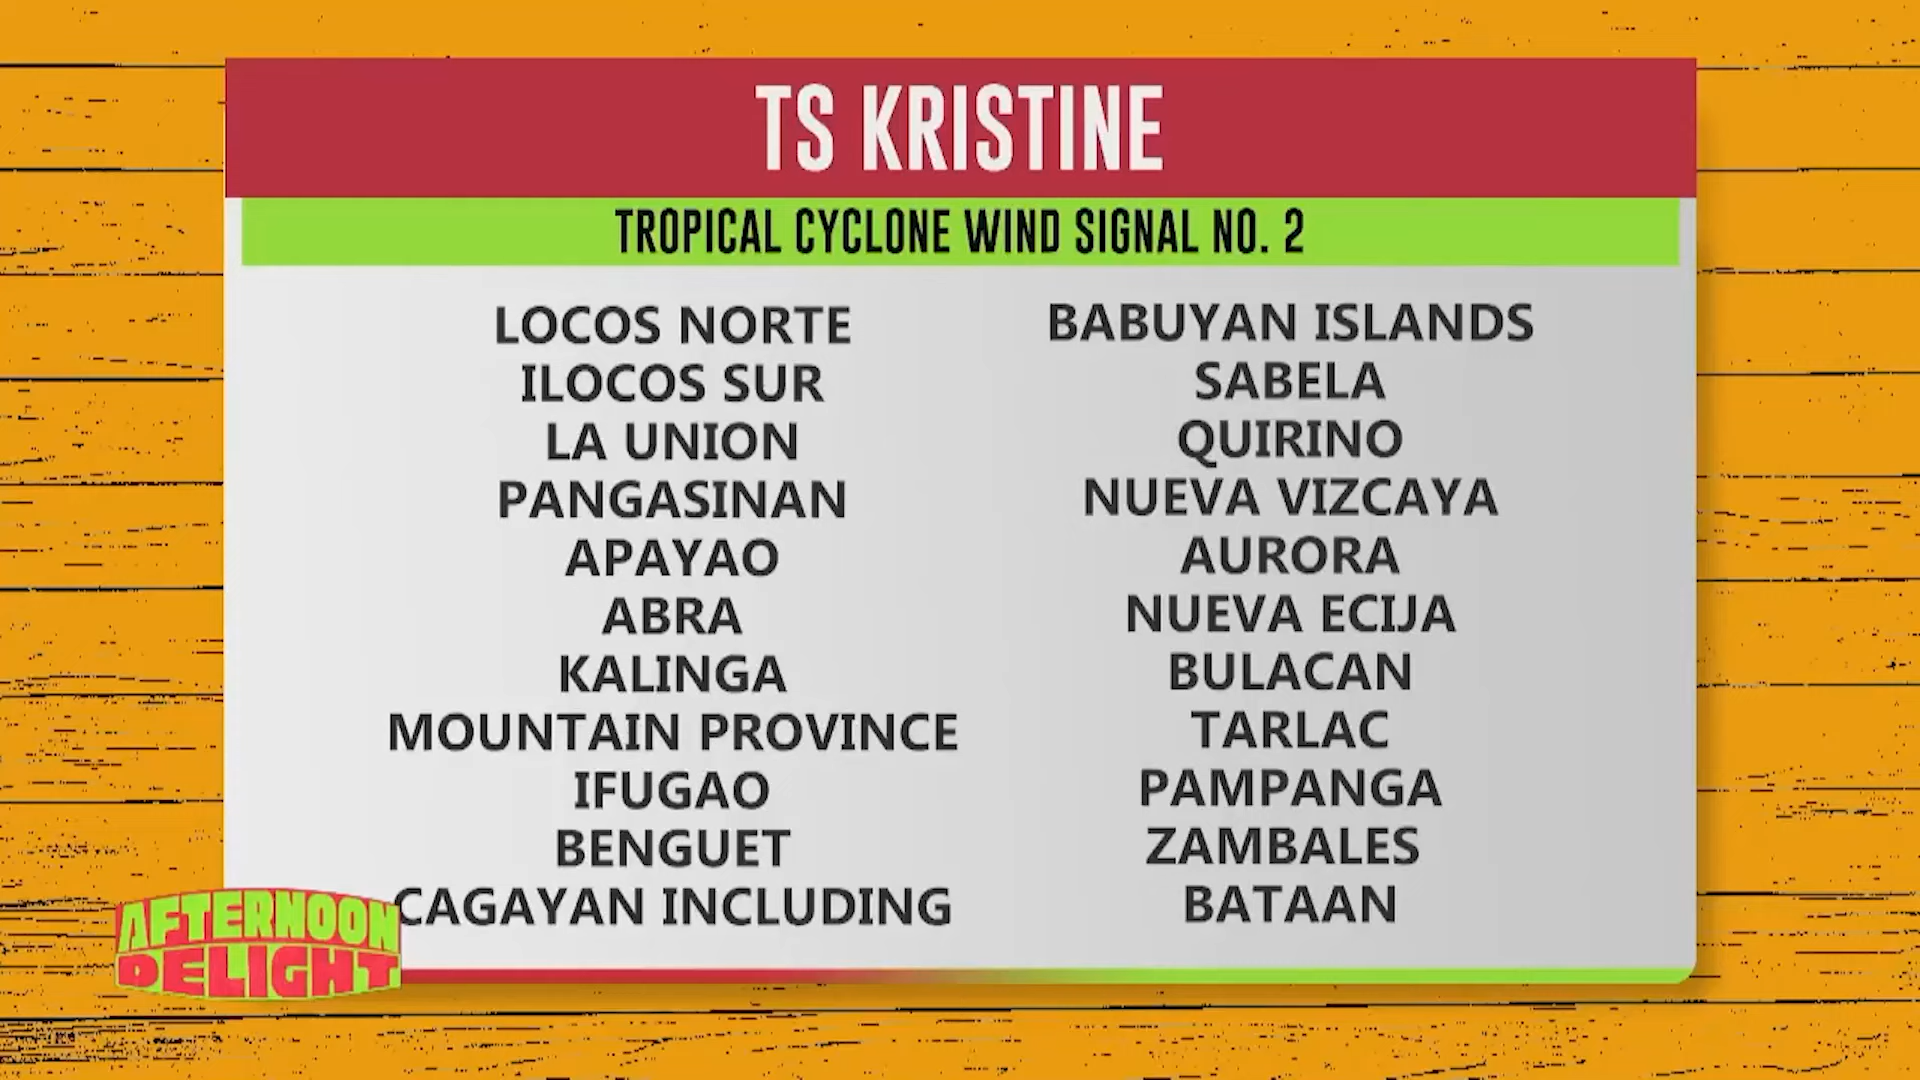 TS KRISTINE
TROPICAL CYCLONE WIND SIGNAL NO. 2
LOCOS NORTE
ILOCOS SUR
LA UNION
PANGASINAN
APAYAO
ABRA
KALINGA
MOUNTAIN PROVINCE
IFUGAO
BENGUET
CAGAYAN INCLUDING
BABUYAN ISLANDS
SABELA
QUIRINO
NUEVA VIZCAYA
AURORA
NUEVA ECIJA
BULACAN
TARLAC
PAMPANGA
ZAMBALES
BATAAN
AFTERNOON
DELIGHT